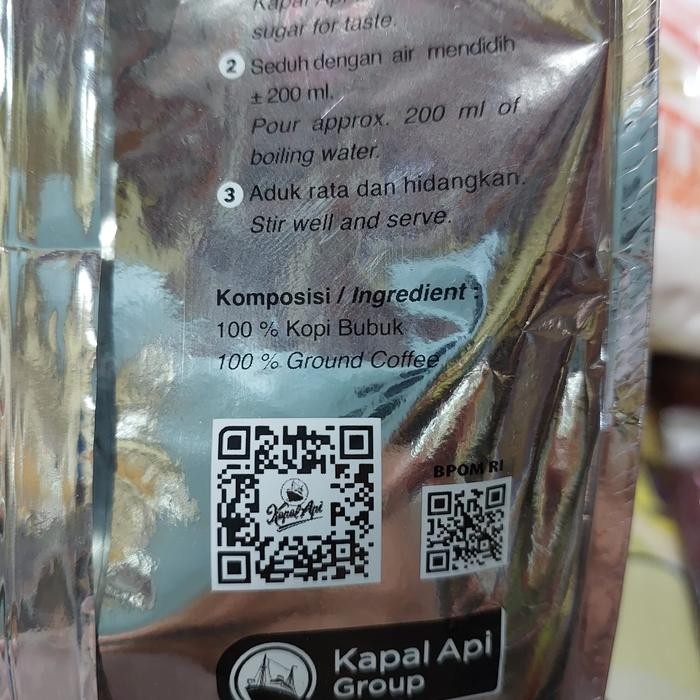 Kapal Api
sugar for taste.
2 Seduh dengan air mendidih
± 200 ml.
Pour approx. 200 ml of
boiling water.
3 Aduk rata dan hidangkan.
Stir well and serve.
Komposisi / Ingredient :
100 % Kopi Bubuk
100 % Ground Coffee
Kapal Api
BPOM RI
Kapal Api
Group